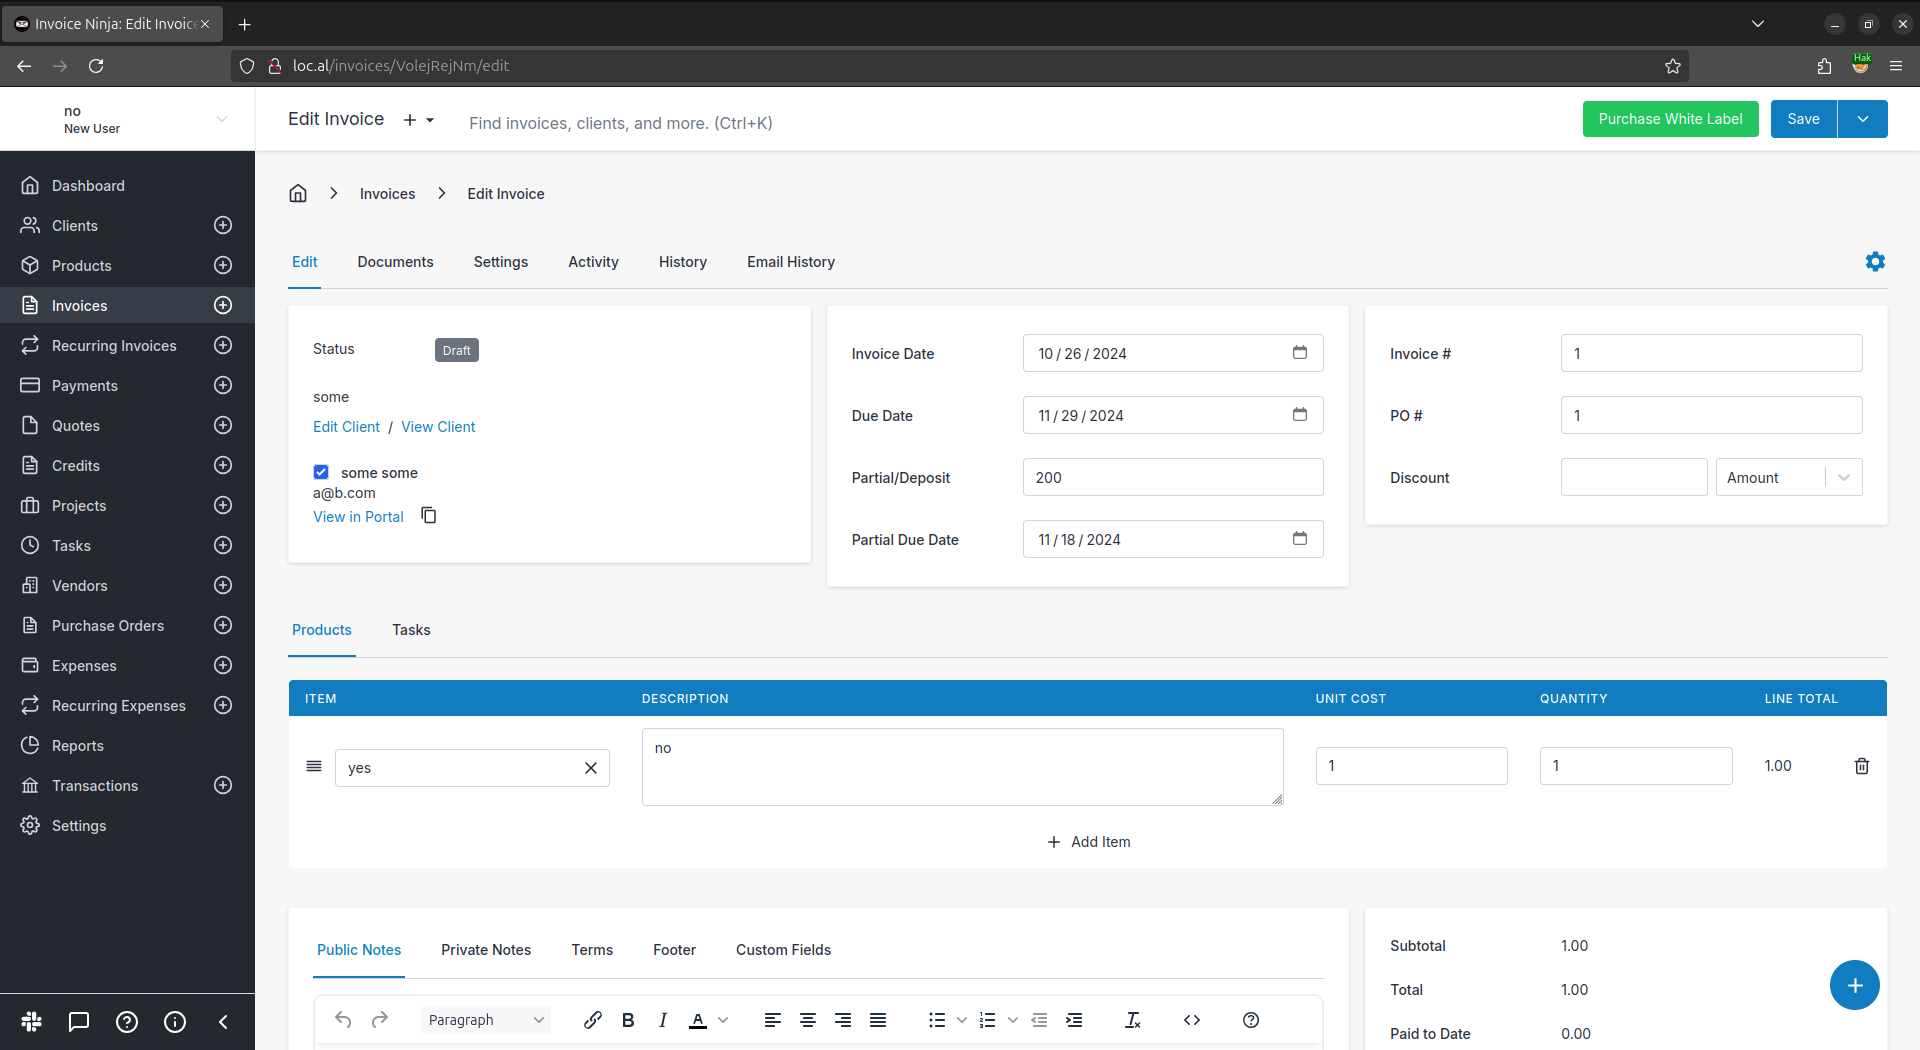 Invoice Ninja: Edit Invoic
loc.al/invoices/VolejRejNm/edit
Hak
no
New User
Edit Invoice
Find invoices, clients, and more. (Ctrl+K)
Purchase White Label
Save
Dashboard
Clients
Products
Invoices
Recurring Invoices
Payments
Quotes
Credits
Projects
Tasks
Vendors
Purchase Orders
Expenses
Recurring Expenses
Reports
Transactions
Settings
Invoices
Edit Invoice
Edit Documents Settings Activity History Email History
Status Draft
some
Edit Client / View Client
some some
a@b.com
View in Portal
Invoice Date 10 / 26 / 2024
Due Date 11 / 29 / 2024
Partial/Deposit 200
Partial Due Date 11 / 18 / 2024
Invoice # 1
PO # 1
Discount Amount
Products Tasks
ITEM DESCRIPTION UNIT COST QUANTITY LINE TOTAL
yes no 1 1 1.00
Add Item
Public Notes Private Notes Terms Footer Custom Fields
Paragraph B I A
Subtotal 1.00
Total 1.00
Paid to Date 0.00